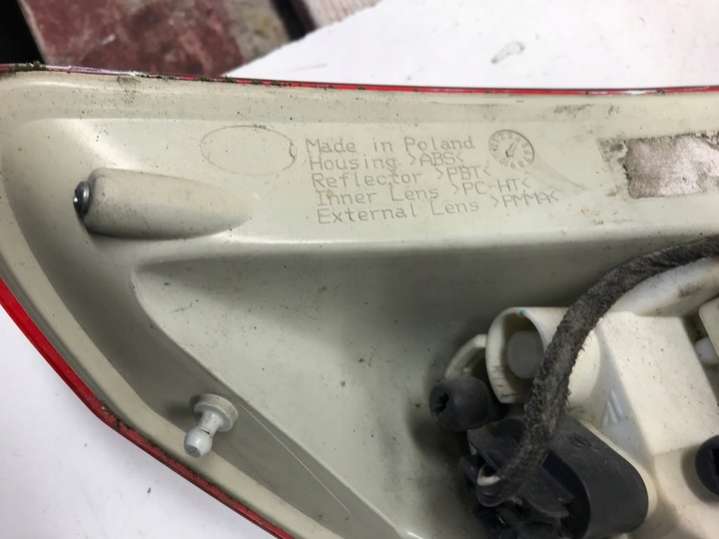 Made in Poland
Housing >ABS<
Reflector >PBT<
Inner Lens >PC-HT<
External Lens >PMMA<